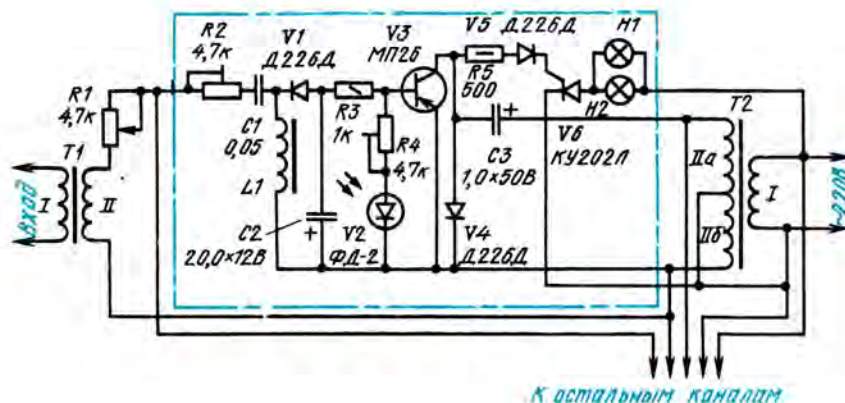 R1
4,7к
T1
Вход
I
II
R2
4,7к
V1
Д226Д
C1
0,05
L1
C2
20,0×12В
R3
1к
V3
МП26
R4
4,7к
V2
ФД-2
V5 Д226Д
R5
500
C3
1,0×50В
V4
Д226Д
V6
КУ202Л
H1
H2
T2
IIа
IIб
I
~220В
К остальным каналам